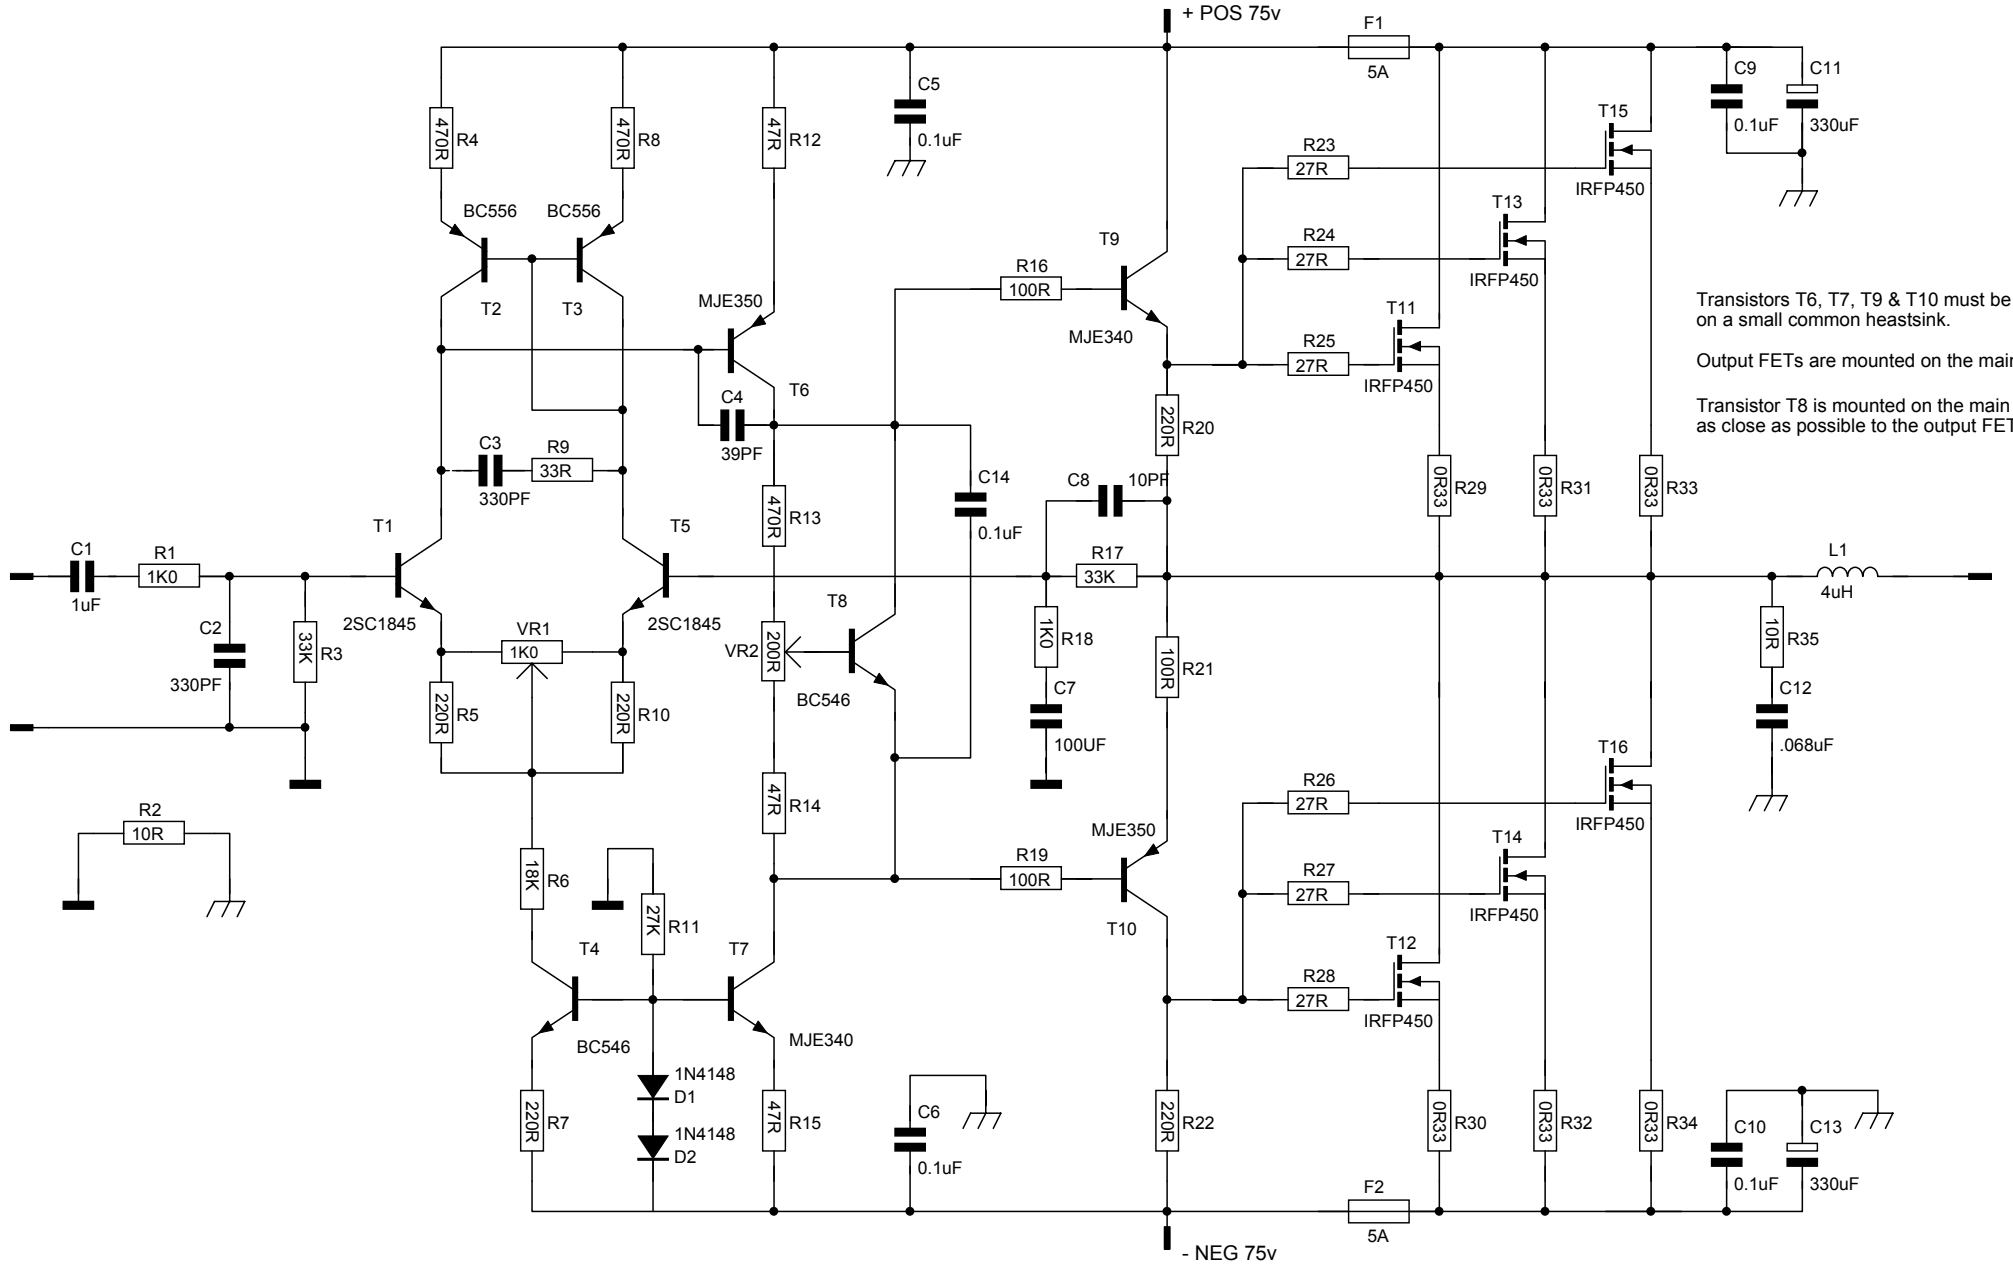 + POS 75v
F1
5A
C5
0.1uF
C9
0.1uF
C11
330uF
470R
R4
470R
R8
47R
R12
T15
IRFP450
R23
27R
T13
IRFP450
R24
27R
BC556
BC556
T2
T3
T9
R16
100R
MJE340
MJE350
T6
T11
IRFP450
R25
27R
Transistors T6, T7, T9 & T10 must be
on a small common heastsink.
Output FETs are mounted on the main
Transistor T8 is mounted on the main
as close as possible to the output FET
C4
39PF
220R
R20
C3
330PF
R9
33R
C14
0.1uF
C8
10PF
0R33
R29
0R33
R31
0R33
R33
470R
R13
T1
2SC1845
T5
2SC1845
C1
1uF
R1
1K0
R17
33K
L1
4uH
C2
330PF
33K
R3
VR1
1K0
VR2
200R
T8
BC546
1K0
R18
100R
R21
10R
R35
220R
R5
220R
R10
C7
100UF
C12
.068uF
T16
IRFP450
47R
R14
R26
27R
R2
10R
MJE350
T10
T14
IRFP450
18K
R6
R19
100R
R27
27R
27K
R11
T4
BC546
T7
MJE340
T12
IRFP450
R28
27R
1N4148
D1
1N4148
D2
220R
R7
47R
R15
C6
0.1uF
220R
R22
0R33
R30
0R33
R32
0R33
R34
C10
0.1uF
C13
330uF
F2
5A
- NEG 75v